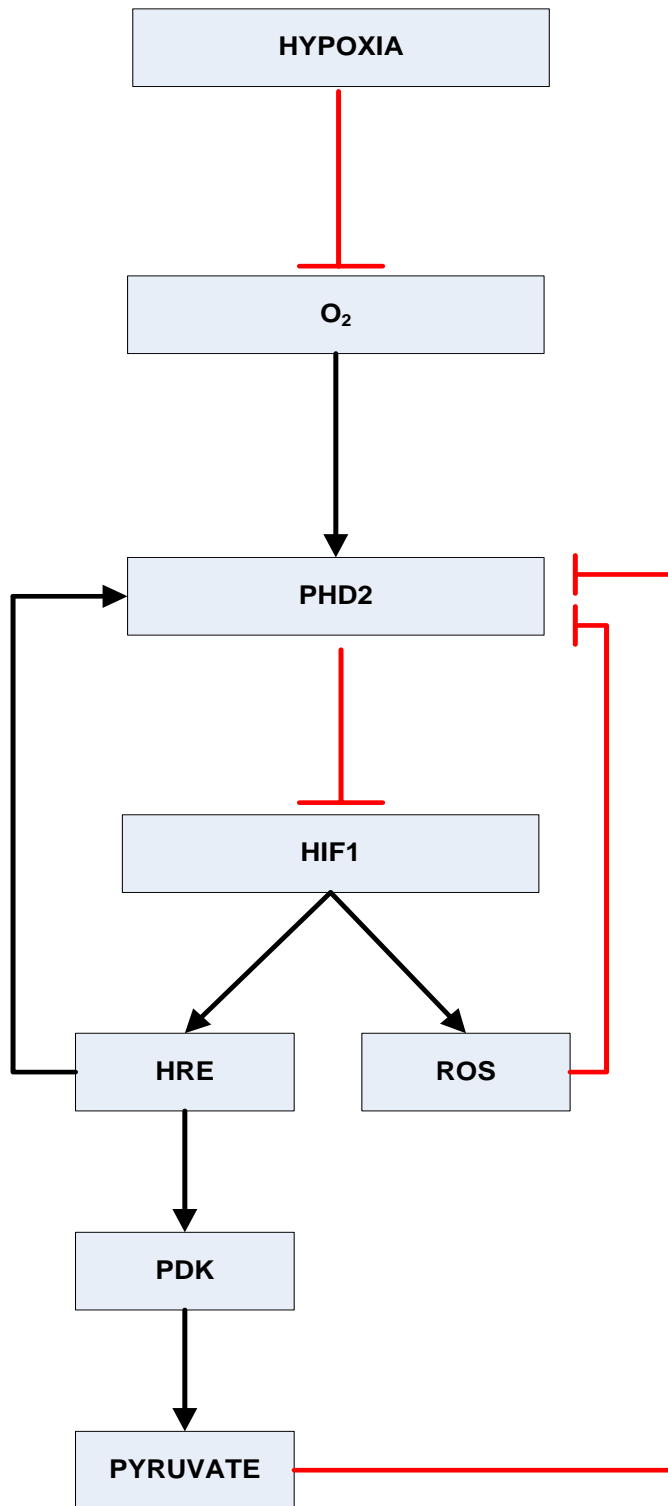 HYPOXIA
O₂
PHD2
HIF1
HRE
ROS
PDK
PYRUVATE